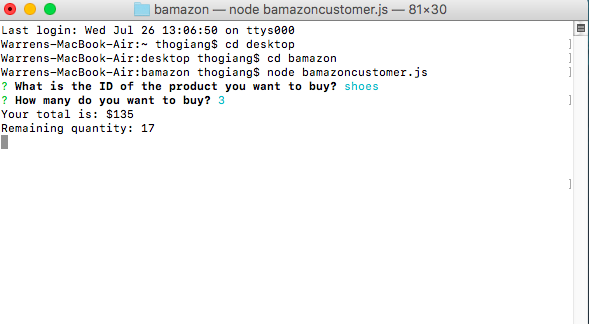 bamazon — node bamazoncustomer.js — 81×30
Last login: Wed Jul 26 13:06:50 on ttys000
Warrens-MacBook-Air:~ thogiang$ cd desktop
Warrens-MacBook-Air:desktop thogiang$ cd bamazon
Warrens-MacBook-Air:bamazon thogiang$ node bamazoncustomer.js
? What is the ID of the product you want to buy? shoes
? How many do you want to buy? 3
Your total is: $135
Remaining quantity: 17